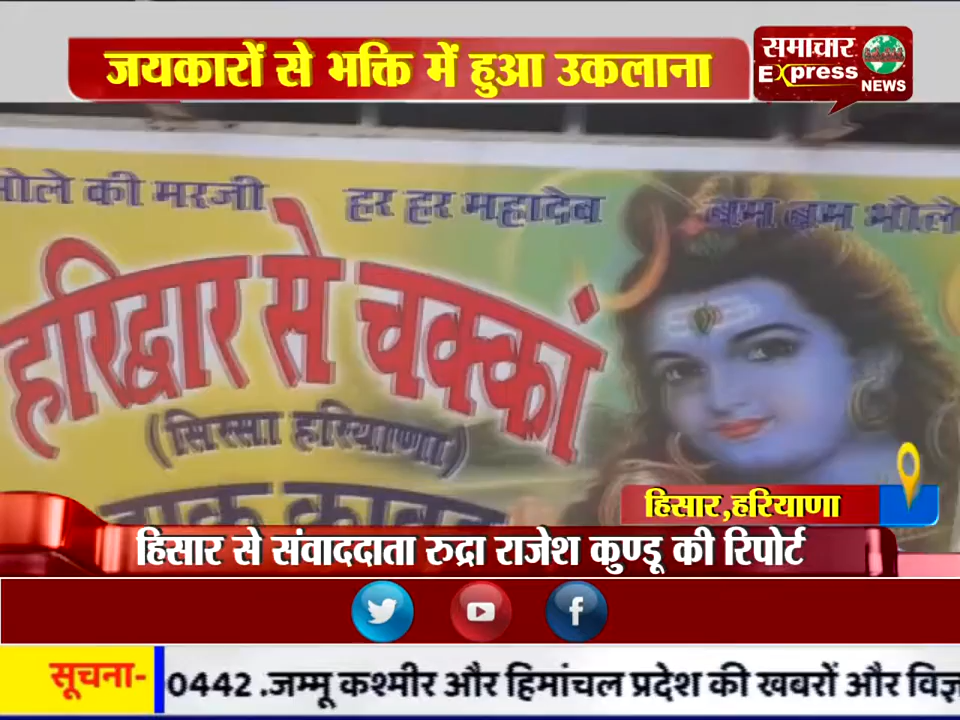 जयकारों से भक्ति में हुआ उकलाना
समाचार
Express
NEWS
भोले की मरजी हर हर महादेव बम बम भोले
हरिद्वार से चक्कां
(सिरसा हरियाणा)
डाक कावड़
हिसार,हरियाणा
हिसार से संवाददाता रुद्रा राजेश कुण्डू की रिपोर्ट
सूचना- 0442 .जम्मू कश्मीर और हिमांचल प्रदेश की खबरों और